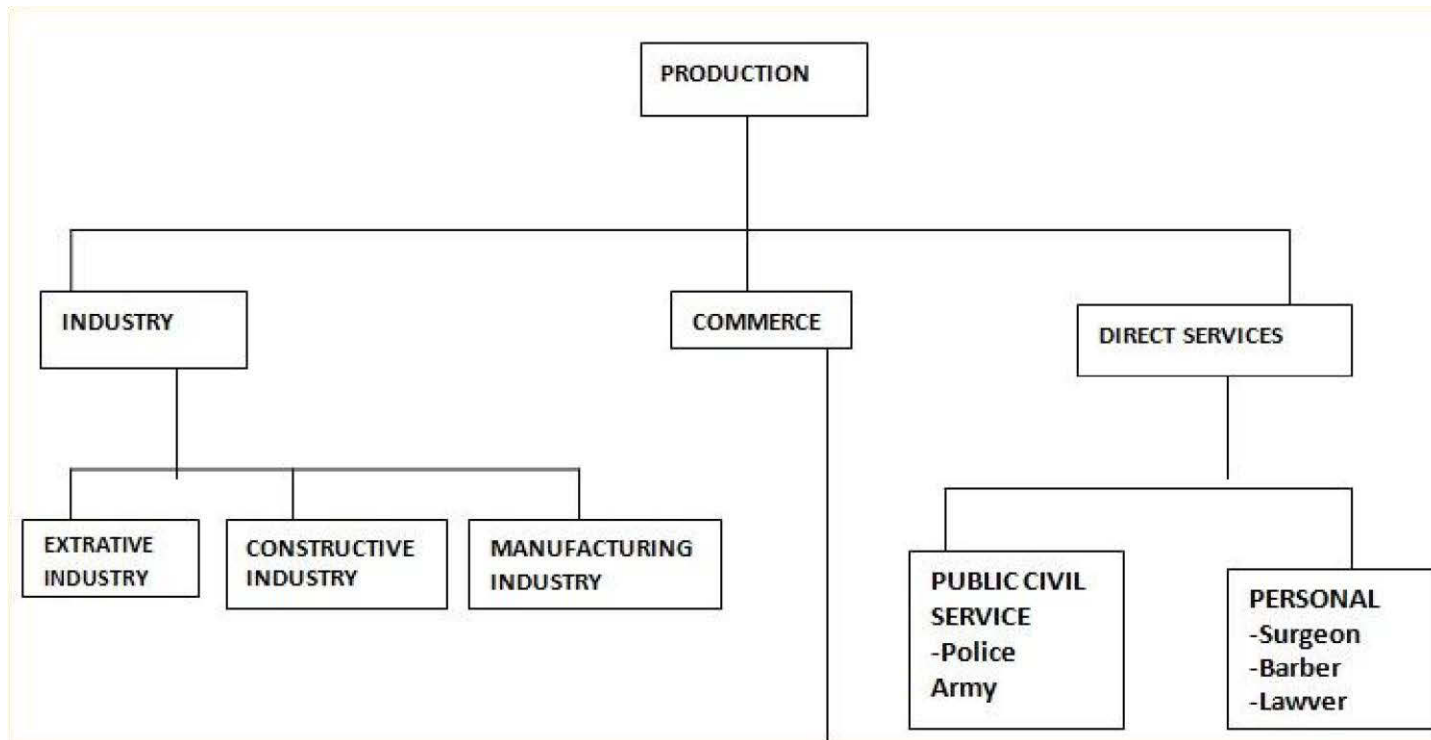 PRODUCTION
INDUSTRY
COMMERCE
DIRECT SERVICES
EXTRATIVE
INDUSTRY
CONSTRUCTIVE
INDUSTRY
MANUFACTURING
INDUSTRY
PUBLIC CIVIL
SERVICE
-Police
Army
PERSONAL
-Surgeon
-Barber
-Lawver